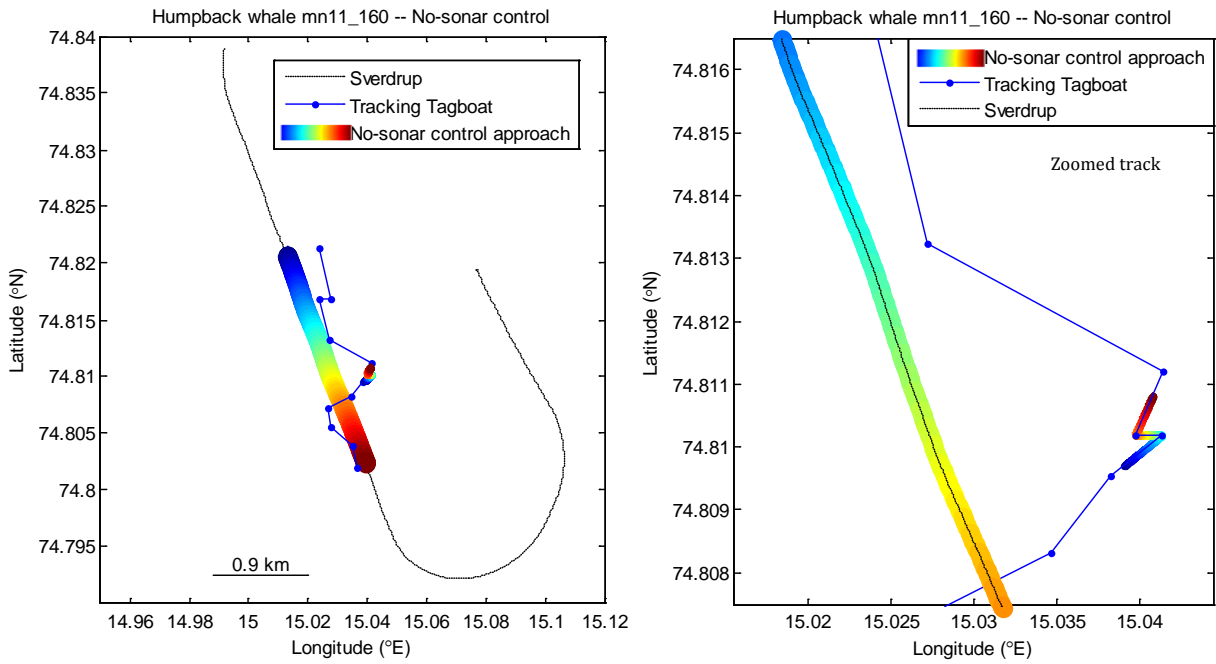 Humpback whale mn11_160 -- No-sonar control
74.84
74.835
74.83
74.825
74.82
74.815
74.81
74.805
74.8
74.795
Latitude (oN)
Sverdrup
Tracking Tagboat
No-sonar control approach
0.9 km
14.96
14.98
15
15.02
15.04
15.06
15.08
15.1
15.12
Longitude (oE)
Humpback whale mn11_160 -- No-sonar control
74.816
74.815
74.814
74.813
74.812
74.811
74.81
74.809
74.808
Latitude (oN)
No-sonar control approach
Tracking Tagboat
Sverdrup
Zoomed track
15.02
15.025
15.03
15.035
15.04
Longitude (oE)